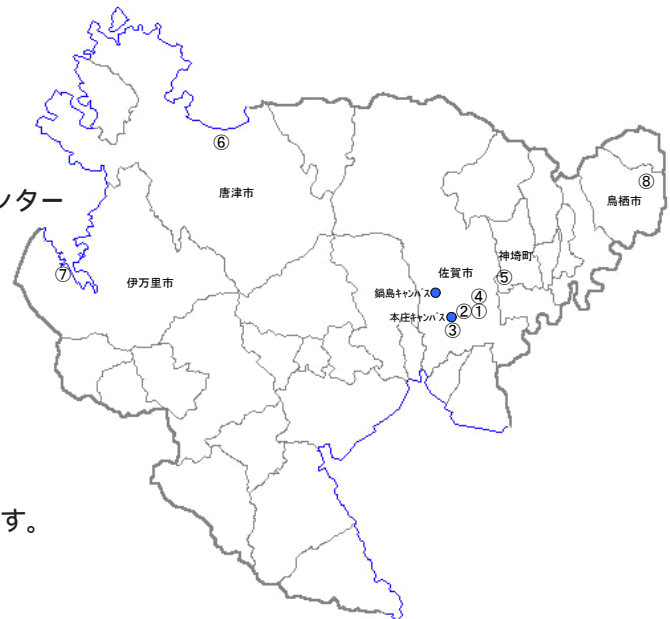 ⑥
⑧
ンター
唐津市
鳥栖市
神埼町
佐賀市
⑤
⑦
伊万里市
鍋島キャンパス
④
本庄キャンパス
②
①
③
す。